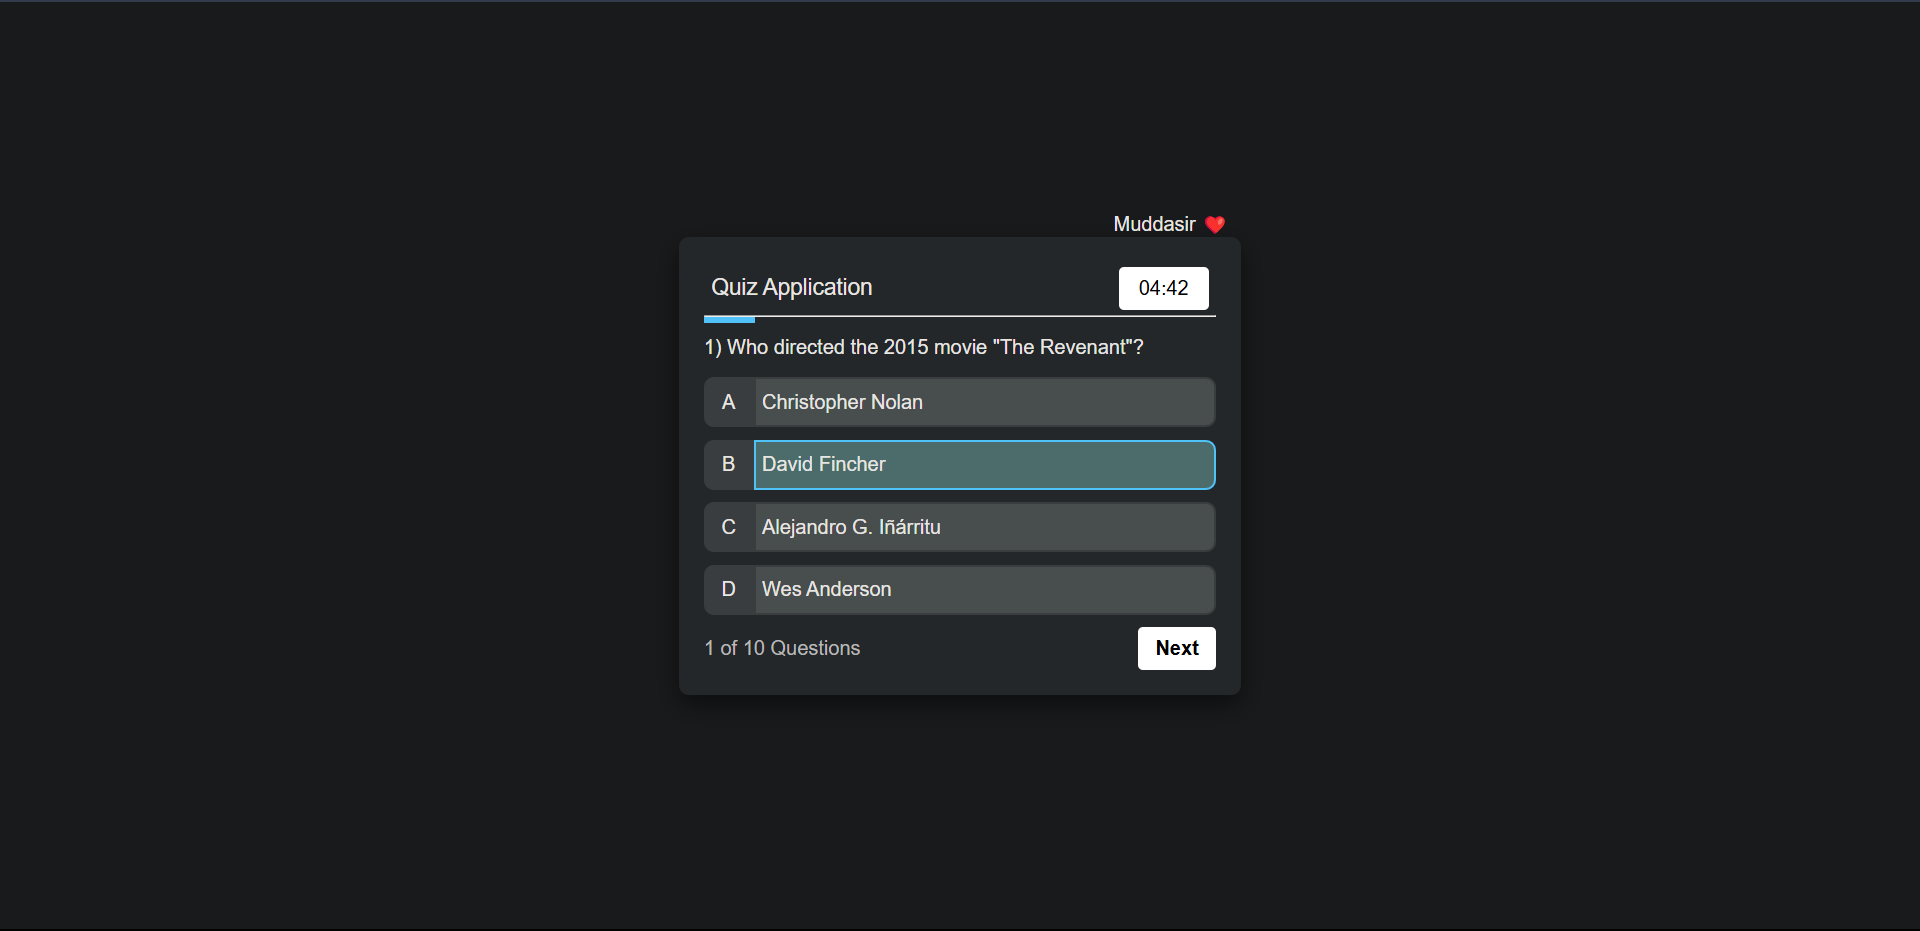 Muddasir ❤️
Quiz Application
04:42
1) Who directed the 2015 movie "The Revenant"?
A Christopher Nolan
B David Fincher
C Alejandro G. Iñárritu
D Wes Anderson
1 of 10 Questions
Next